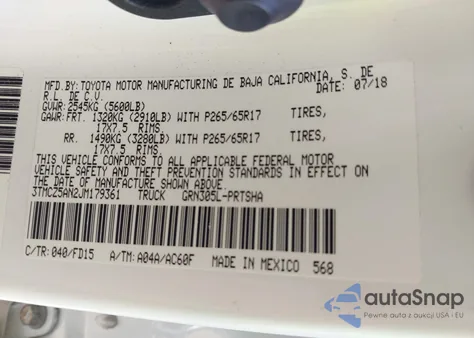 MFD.BY:TOYOTA MOTOR MANUFACTURING DE BAJA CALIFORNIA, S. DE
R.L. DE C.V. DATE: 07/18
GVWR:2545KG (5600LB)
GAWR:FRT. 1320KG (2910LB) WITH P265/65R17 TIRES,
17X7.5 RIMS.
RR. 1490KG (3280LB) WITH P265/65R17 TIRES,
17X7.5 RIMS.
THIS VEHICLE CONFORMS TO ALL APPLICABLE FEDERAL MOTOR
VEHICLE SAFETY AND THEFT PREVENTION STANDARDS IN EFFECT
ON THE DATE OF MANUFACTURE SHOWN ABOVE.
3TMCZ5AN2JM179361 TRUCK GRN305L-PRTSHA
C/TR:040/FD15 A/TM:A04A/AC60F MADE IN MEXICO 568
autoSnap
Pewne auta z dostawą z USA i EU